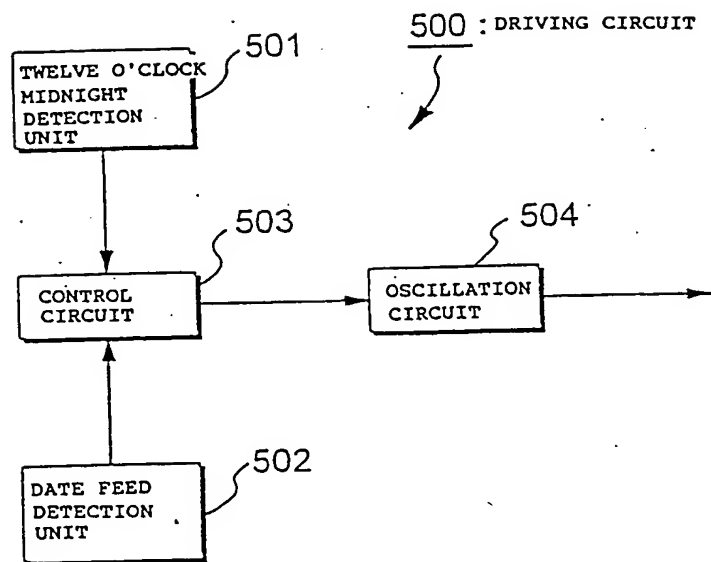 500 : DRIVING CIRCUIT
501
TWELVE O'CLOCK
MIDNIGHT
DETECTION
UNIT
503
CONTROL
CIRCUIT
504
OSCILLATION
CIRCUIT
502
DATE FEED
DETECTION
UNIT